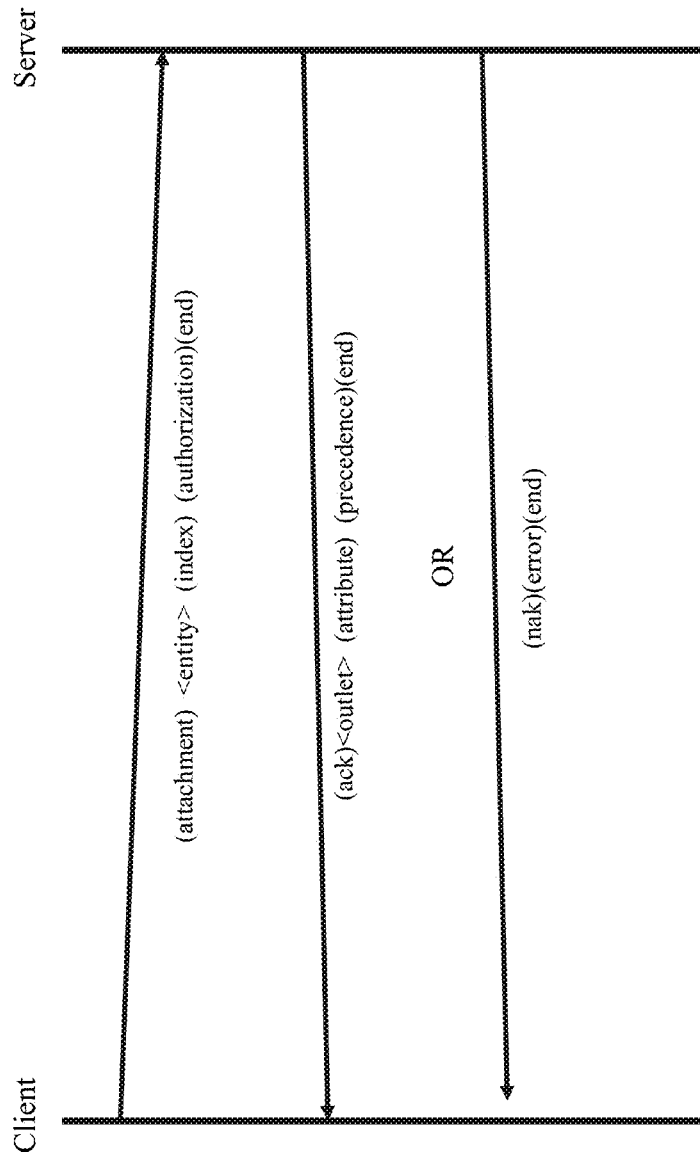 Client
Server
(attachment) <entity> (index) (authorization)(end)
(ack)<outlet> (attribute) (precedence)(end)
OR
(nak)(error)(end)